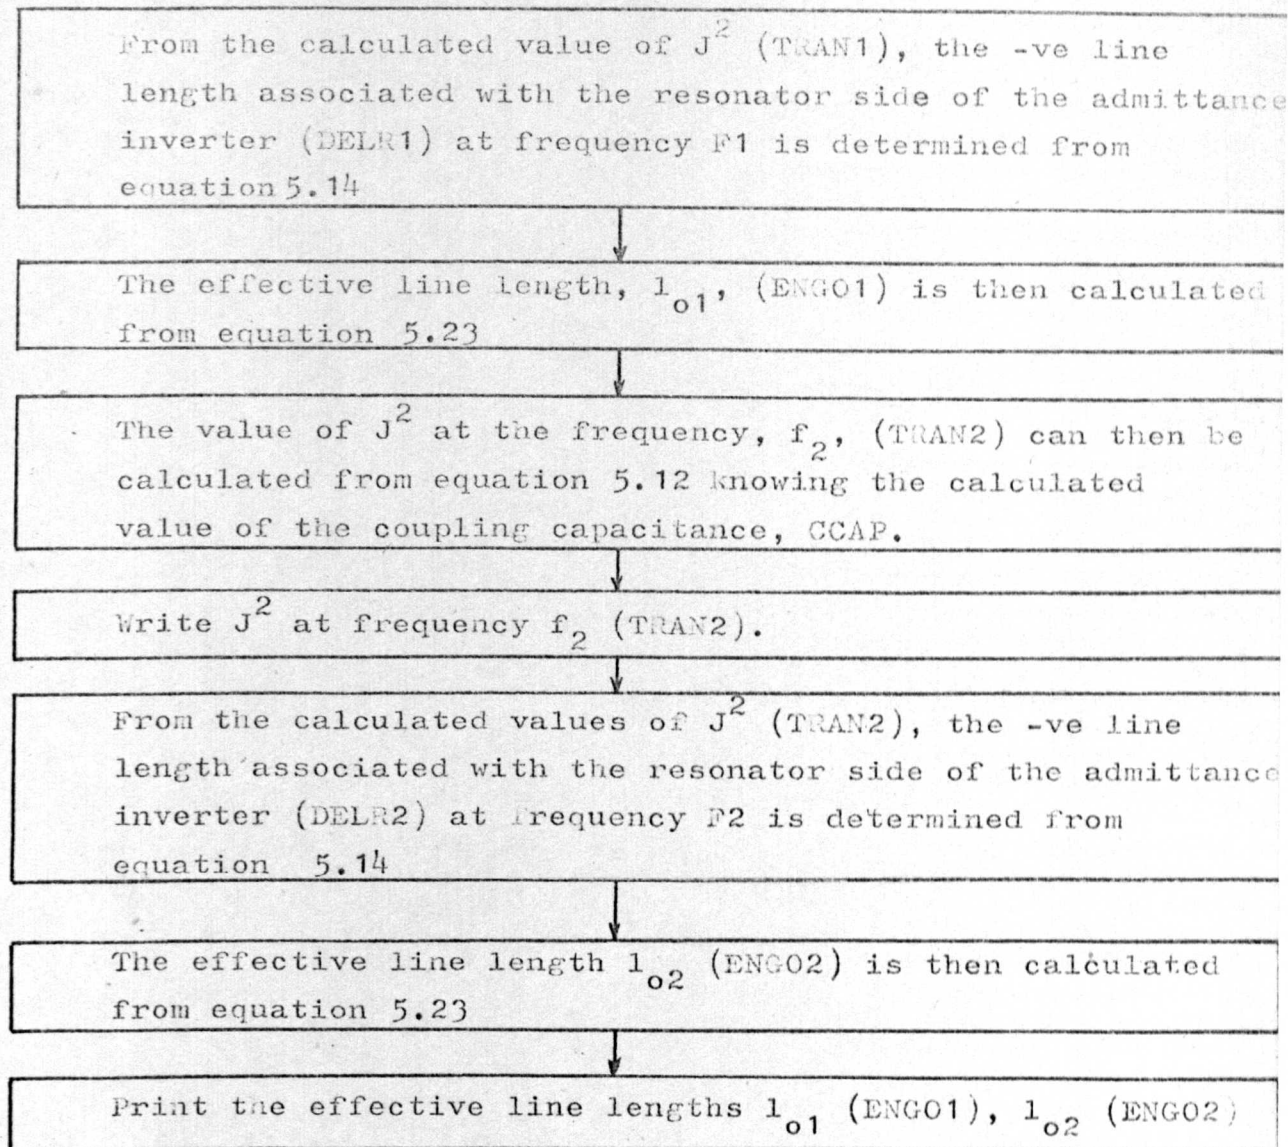 From the calculated value of J² (TRAN1), the -ve line
length associated with the resonator side of the admittance
inverter (DELR1) at frequency F1 is determined from
equation 5.14
The effective line length, l_o1, (ENGO1) is then calculated
from equation 5.23
The value of J² at the frequency, f₂, (TRAN2) can then be
calculated from equation 5.12 knowing the calculated
value of the coupling capacitance, CCAP.
Write J² at frequency f₂ (TRAN2).
From the calculated values of J² (TRAN2), the -ve line
length associated with the resonator side of the admittance
inverter (DELR2) at frequency F2 is determined from
equation 5.14
The effective line length l_o2 (ENGO2) is then calculated
from equation 5.23
Print the effective line lengths l_o1 (ENGO1), l_o2 (ENGO2)